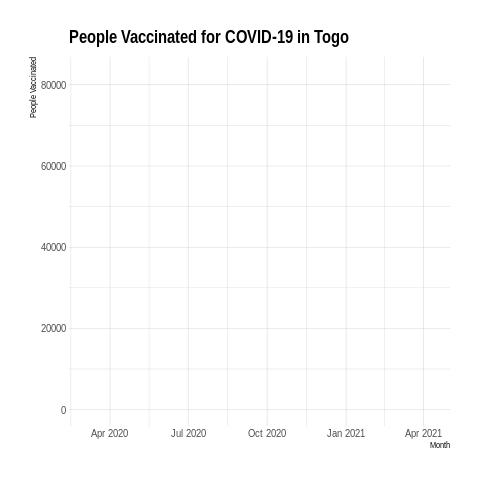 People Vaccinated for COVID-19 in Togo
People Vaccinated
80000
60000
40000
20000
0
Apr 2020 Jul 2020 Oct 2020 Jan 2021 Apr 2021
Month